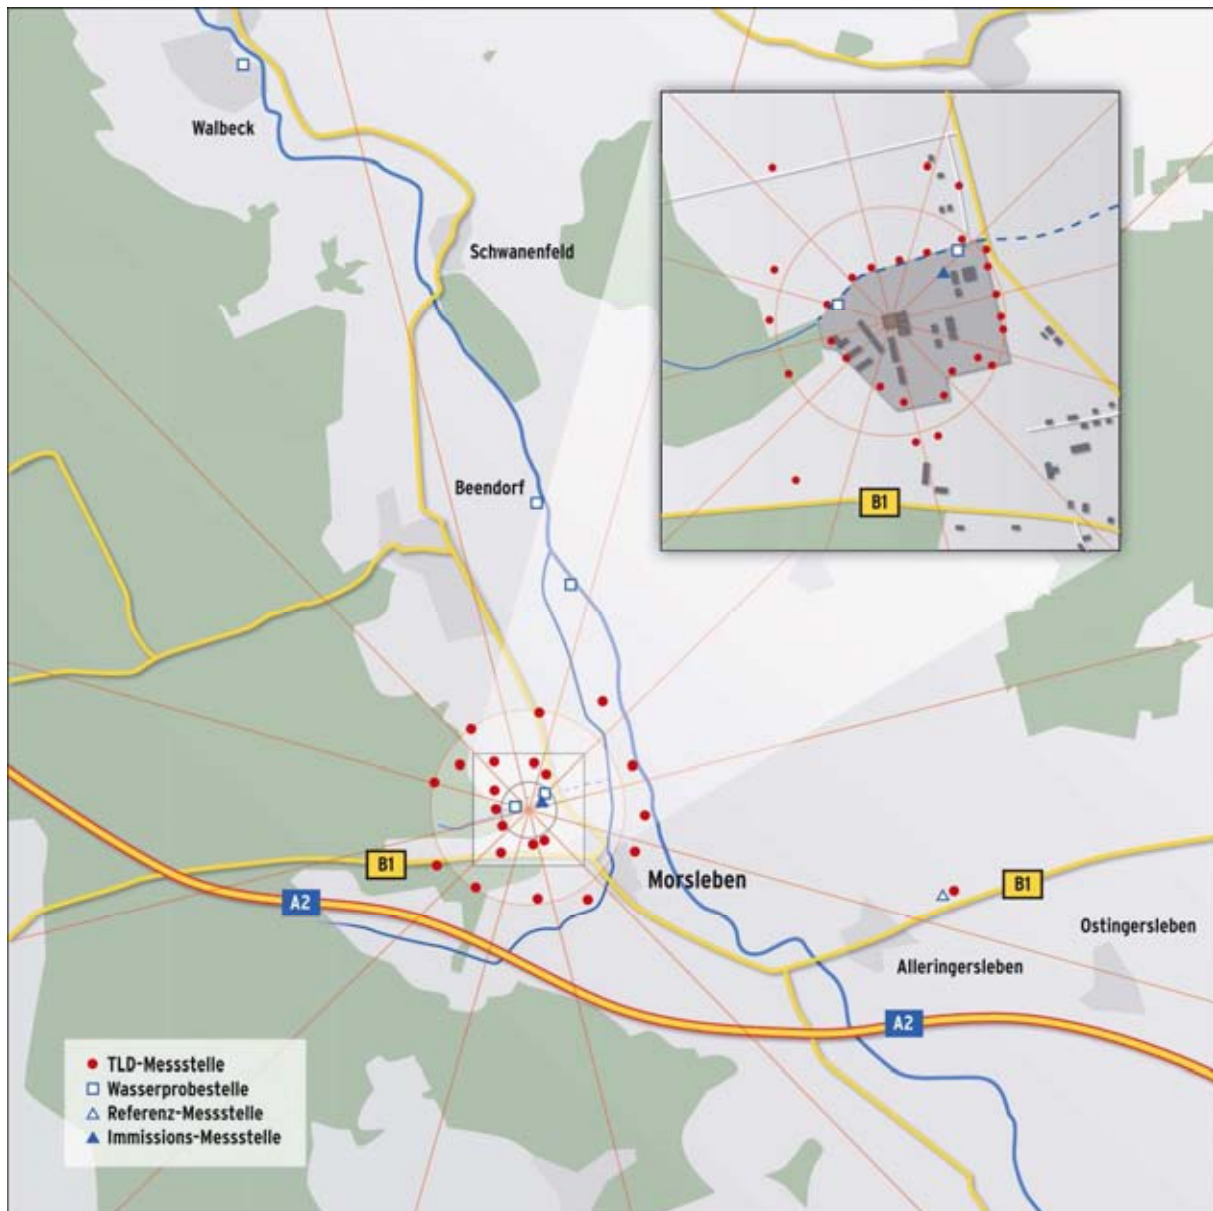 Walbeck
Schwanenfeld
B1
Beendorf
B1
A2
Morsleben
B1
Ostingersleben
Alleringersleben
A2
TLD-Messstelle
Wasserprobestelle
Referenz-Messstelle
Immissions-Messstelle